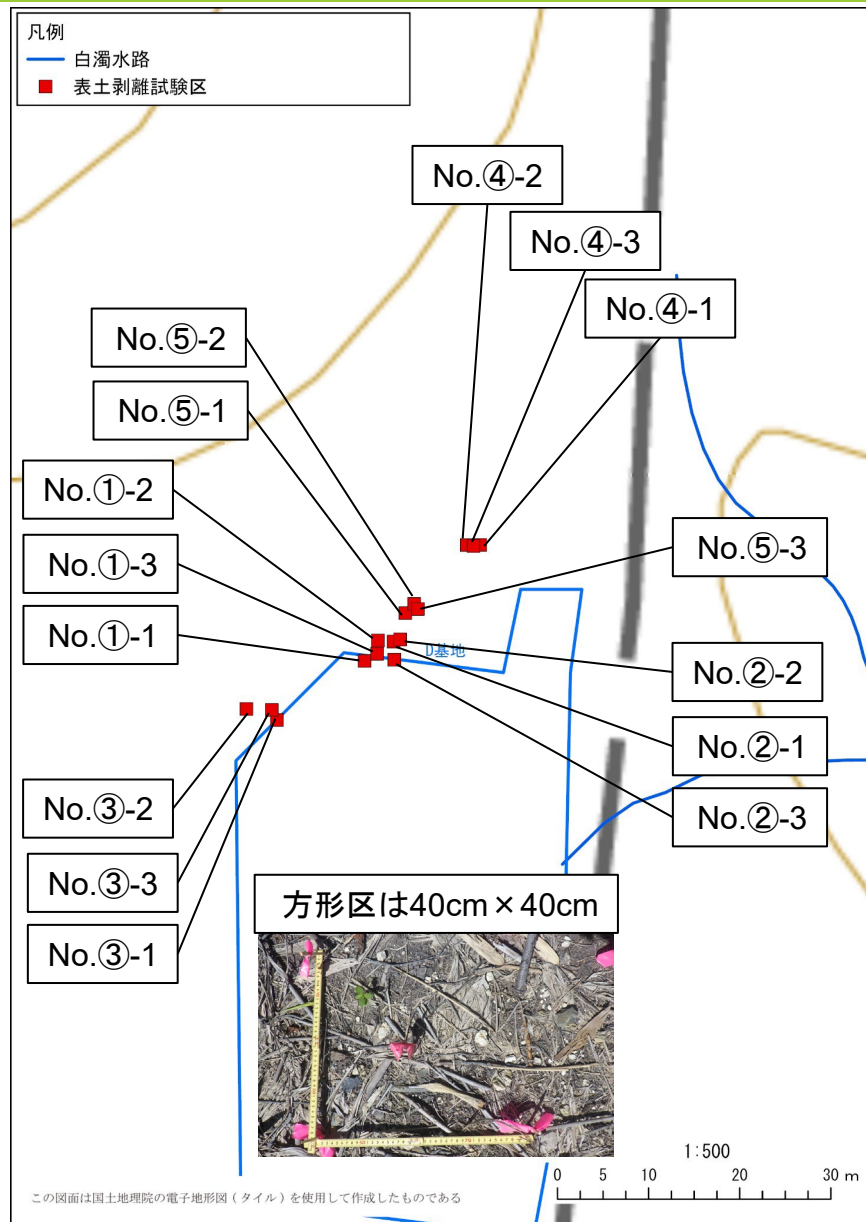 凡例
白濁水路
表土剥離試験区
No.④-2
No.④-3
No.④-1
No.⑤-2
No.⑤-1
No.①-2
No.①-3
No.①-1
No.⑤-3
D基地
No.②-2
No.②-1
No.②-3
No.③-2
No.③-3
No.③-1
方形区は40cm×40cm
1:500
0 5 10 20 30 m
この図面は国土地理院の電子地形図(タイル)を使用して作成したものである